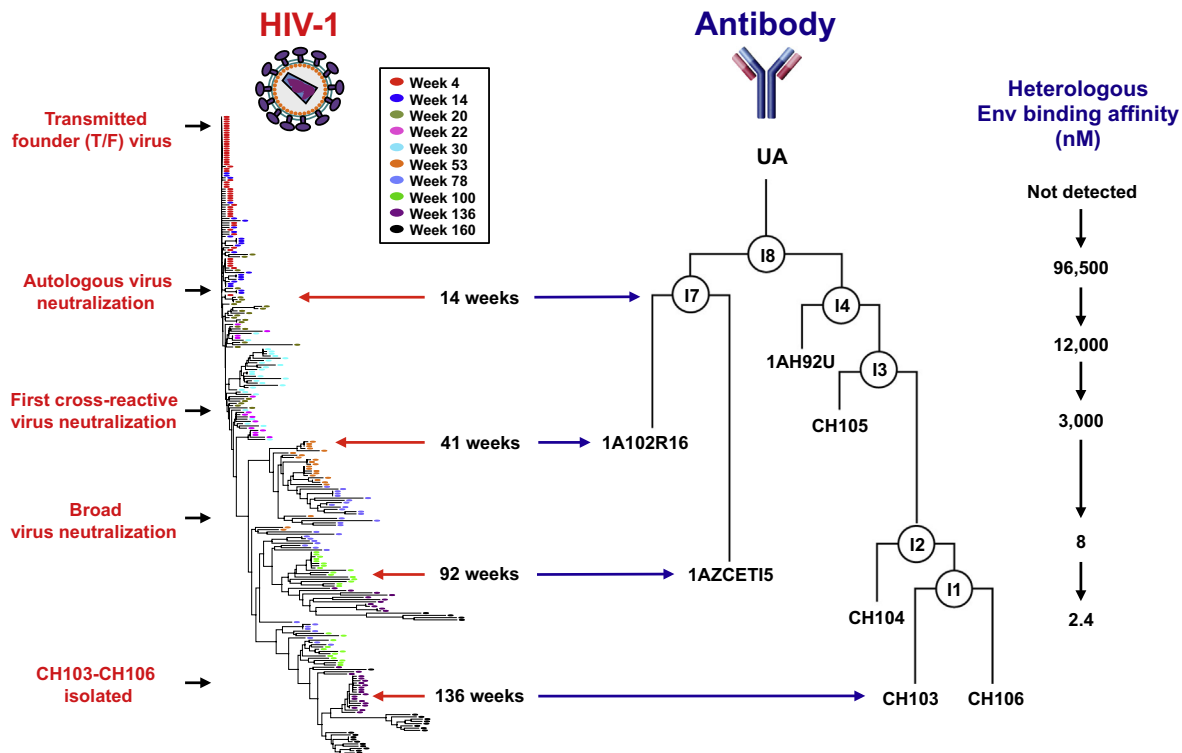 HIV-1
Antibody
Week 4
Week 14
Week 20
Week 22
Week 30
Week 53
Week 78
Week 100
Week 136
Week 160
Transmitted
founder (T/F) virus
Autologous virus
neutralization
First cross-reactive
virus neutralization
Broad
virus neutralization
CH103-CH106
isolated
14 weeks
41 weeks
92 weeks
136 weeks
UA
I8
I7
I4
1AH92U
I3
CH105
1A102R16
I2
1AZCETI5
I1
CH104
CH103
CH106
Heterologous
Env binding affinity
(nM)
Not detected
96,500
12,000
3,000
8
2.4